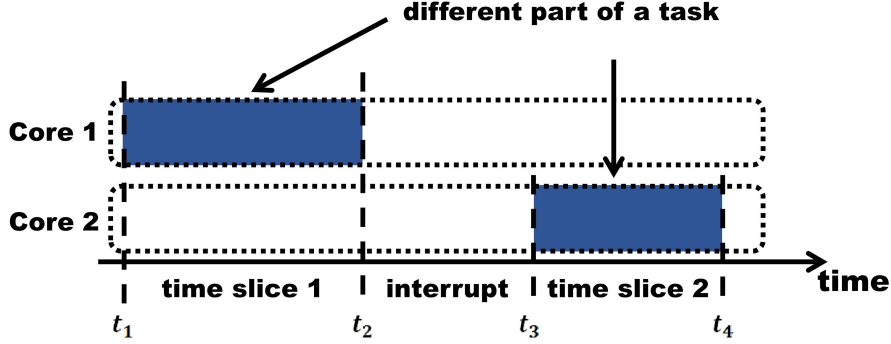 different part of a task
Core 1
Core 2
time
time slice 1 interrupt time slice 2
t₁ t₂ t₃ t₄